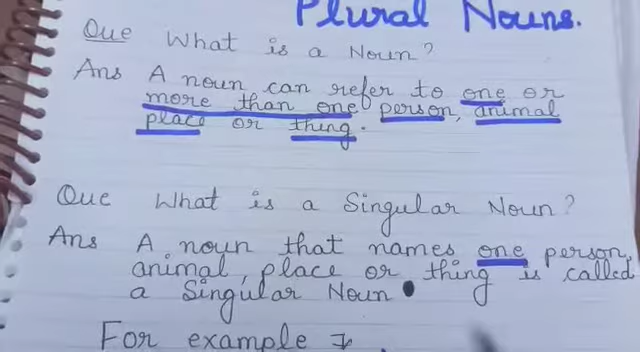 Plural Nouns.
Que What is a Noun?
Ans A noun can refer to one or
more than one person, animal
place or thing.
Que What is a Singular Noun?
Ans A noun that names one person,
animal, place or thing is called
a Singular Noun.
For example